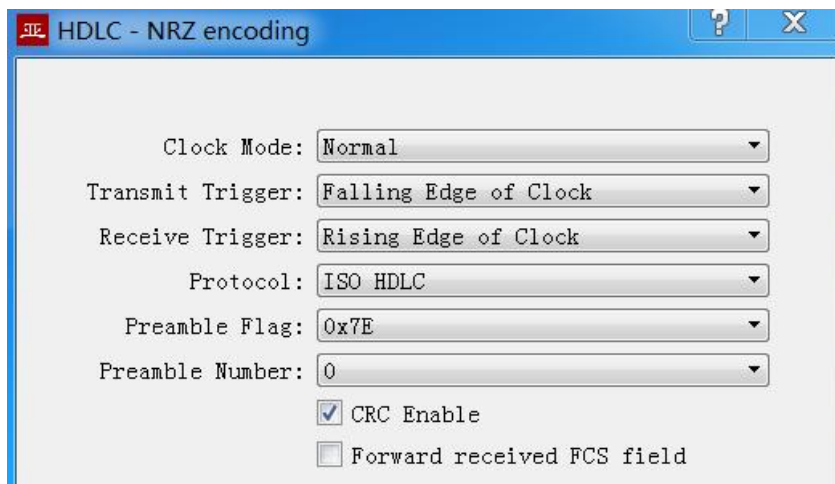 HDLC - NRZ encoding
Clock Mode: Normal
Transmit Trigger: Falling Edge of Clock
Receive Trigger: Rising Edge of Clock
Protocol: ISO HDLC
Preamble Flag: 0x7E
Preamble Number: 0
CRC Enable
Forward received FCS field